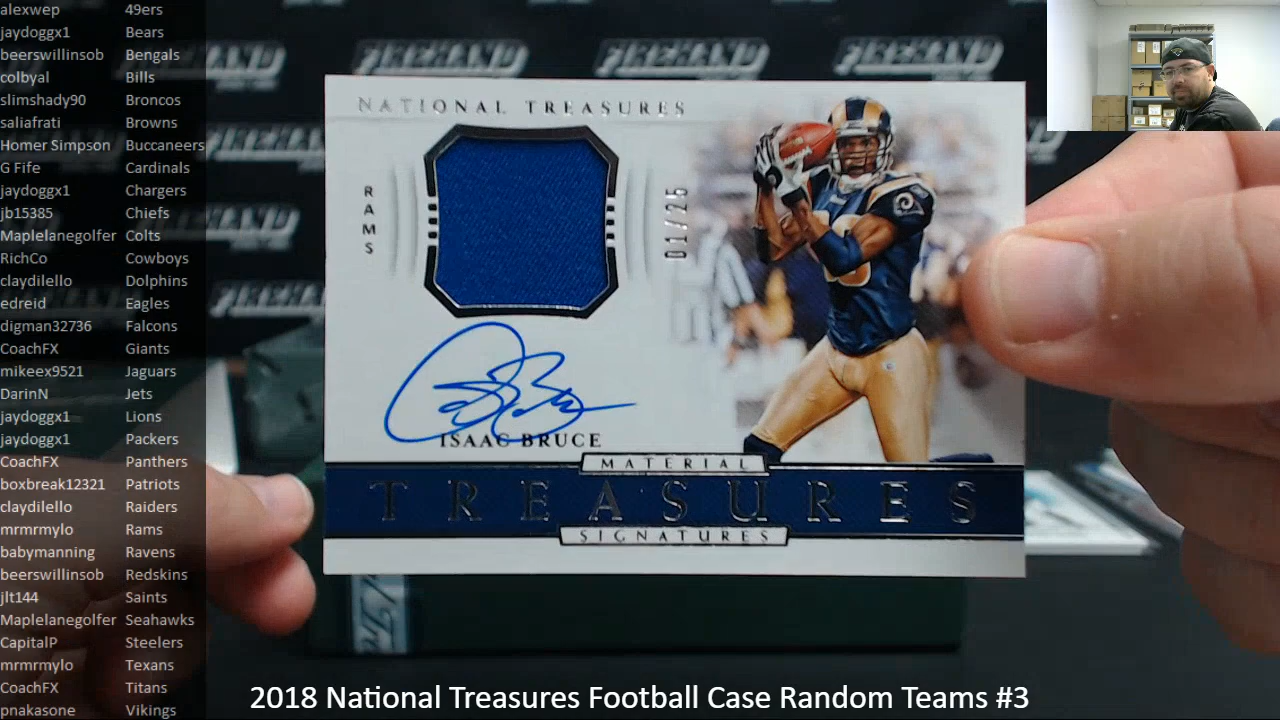 alexwep 49ers
jaydoggx1 Bears
beerswillinsob Bengals
colbyal Bills
slimshady90 Broncos
saliafrati Browns
Homer Simpson Buccaneers
G Fife Cardinals
jaydoggx1 Chargers
jb15385 Chiefs
Maplelanegolfer Colts
RichCo Cowboys
claydilello Dolphins
edreid Eagles
digman32736 Falcons
CoachFX Giants
mikeex9521 Jaguars
DarinN Jets
jaydoggx1 Lions
jaydoggx1 Packers
CoachFX Panthers
boxbreak12321 Patriots
claydilello Raiders
mrmrmylo Rams
babymanning Ravens
beerswillinsob Redskins
jlt144 Saints
Maplelanegolfer Seahawks
CapitalP Steelers
mrmrmylo Texans
CoachFX Titans
pnakasone Vikings
FIREHAND FIREHAND FIREHAND
NATIONAL TREASURES
RAMS
01/25
ISAAC BRUCE
MATERIAL
TREASURES
SIGNATURES
2018 National Treasures Football Case Random Teams #3